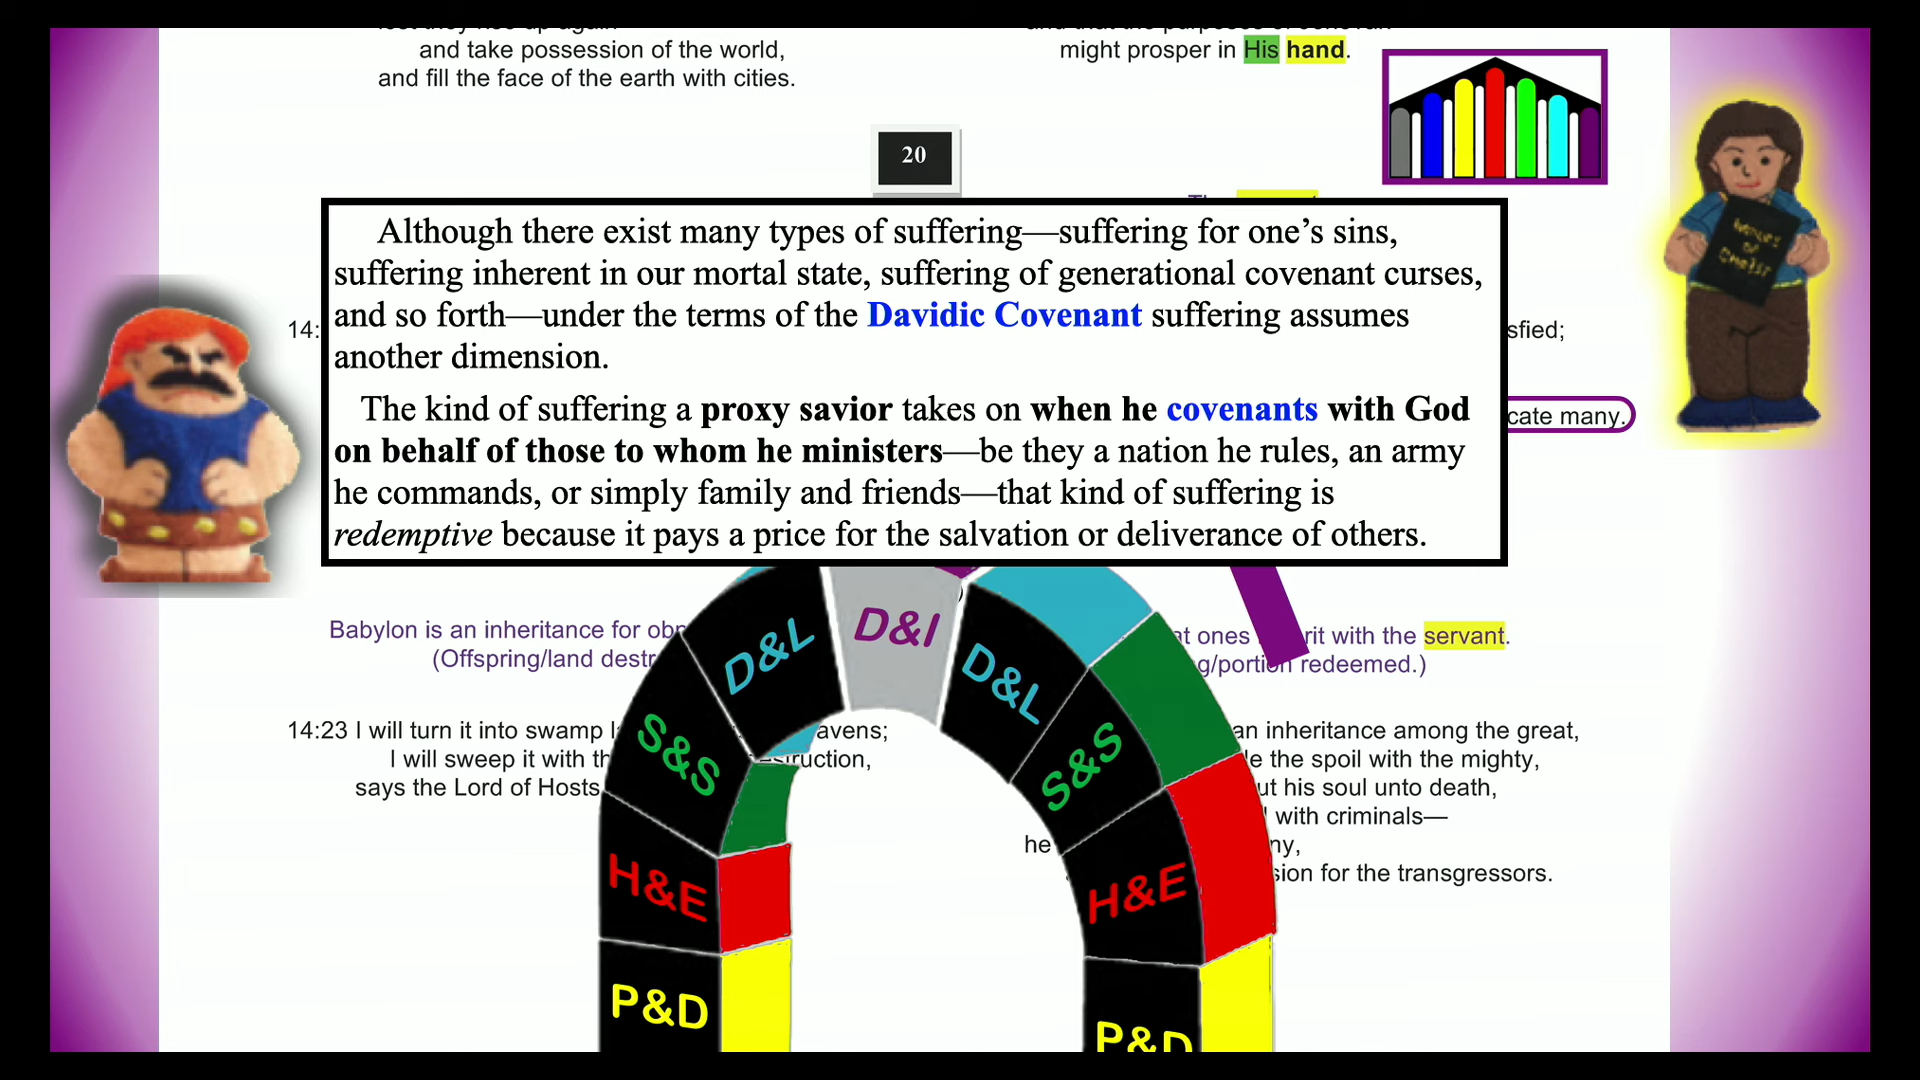 and take possession of the world,
and fill the face of the earth with cities.
might prosper in His hand.
20
Although there exist many types of suffering—suffering for one’s sins,
suffering inherent in our mortal state, suffering of generational covenant curses,
and so forth—under the terms of the Davidic Covenant suffering assumes
another dimension.
The kind of suffering a proxy savior takes on when he covenants with God
on behalf of those to whom he ministers—be they a nation he rules, an army
he commands, or simply family and friends—that kind of suffering is
redemptive because it pays a price for the salvation or deliverance of others.
WORDS
OF
CHRIST
14:
sfied;
cate many.
Babylon is an inheritance for
(Offspring/land
at ones
rit with the servant.
g/portion redeemed.)
14:23 I will turn it into swamp
avens;
I will sweep it with
estruction,
says the Lord of Hosts
an inheritance among the great,
the spoil with the mighty,
his soul unto death,
with criminals—
he
ny,
sion for the transgressors.
D&I
D&L
D&L
S&S
S&S
H&E
H&E
P&D
P&D